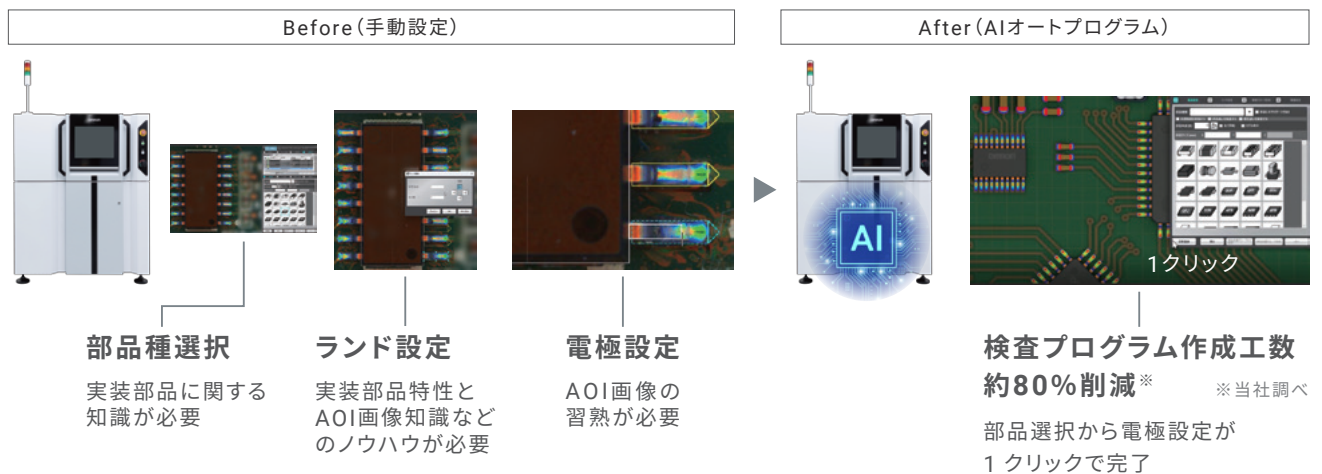 Before（手動設定）
After（AIオートプログラム）
AI
1クリック
部品種選択
実装部品に関する
知識が必要
ランド設定
実装部品特性と
AOI画像知識など
のノウハウが必要
電極設定
AOI画像の
習熟が必要
検査プログラム作成工数
約80％削減※
※当社調べ
部品選択から電極設定が
1 クリックで完了